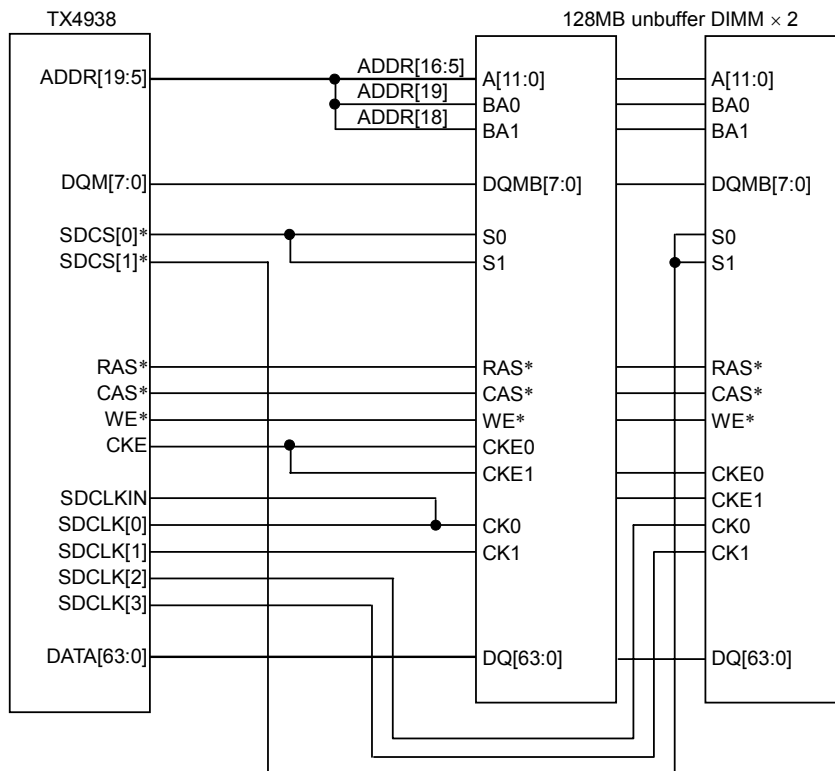 TX4938
128MB unbuffer DIMM × 2
ADDR[19:5]
ADDR[16:5]
A[11:0]
A[11:0]
ADDR[19]
BA0
BA0
ADDR[18]
BA1
BA1
DQM[7:0]
DQMB[7:0]
DQMB[7:0]
SDCS[0]*
S0
S0
SDCS[1]*
S1
S1
RAS*
RAS*
RAS*
CAS*
CAS*
CAS*
WE*
WE*
WE*
CKE
CKE0
CKE1
CKE0
SDCLKIN
CKE1
SDCLK[0]
CK0
CK0
SDCLK[1]
CK1
CK1
SDCLK[2]
SDCLK[3]
DATA[63:0]
DQ[63:0]
DQ[63:0]